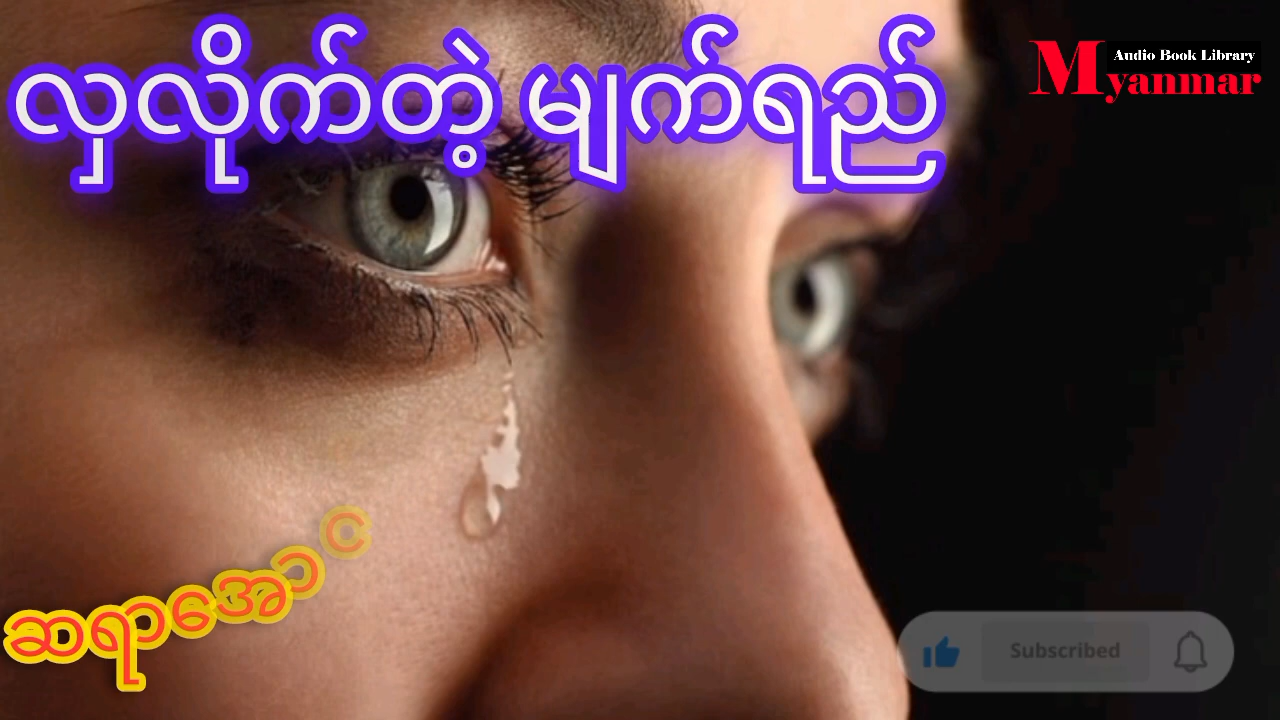 လှလိုက်တဲ့ မျက်ရည်
Audio Book Library
Myanmar
ဆရာအောင
Subscribed